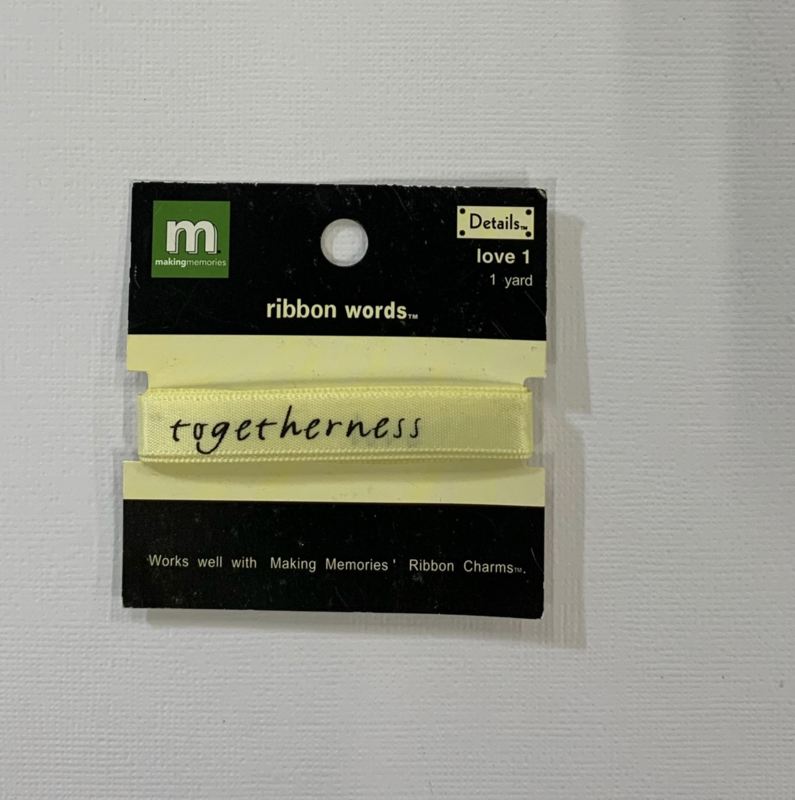 m
makingmemories
Details™
love 1
1 yard
ribbon words™
togetherness
Works well with Making Memories' Ribbon Charms™.